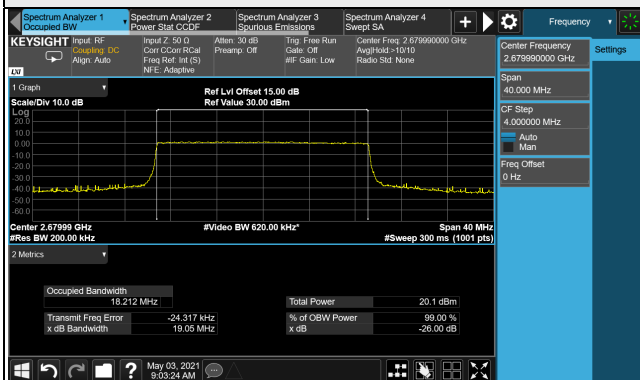 Spectrum Analyzer 1
Occupied BW
Spectrum Analyzer 2
Power Stat CCDF
Spectrum Analyzer 3
Spurious Emissions
Spectrum Analyzer 4
Swept SA
Frequency
KEYSIGHT
Input: RF
Coupling: DC
Align: Auto
Input Z: 50 Ω
Corr CCorr RCal
Freq Ref: Int (S)
NFE: Adaptive
Atten: 30 dB
Preamp: Off
Trig: Free Run
Gate: Off
#IF Gain: Low
Center Freq: 2.679990000 GHz
Avg|Hold:>10/10
Radio Std: None
LXI
Center Frequency
2.679990000 GHz
Settings
Span
40.000 MHz
CF Step
4.000000 MHz
Auto
Man
Freq Offset
0 Hz
1 Graph
Scale/Div 10.0 dB
Ref Lvl Offset 15.00 dB
Ref Value 30.00 dBm
Log
20.0
10.0
0.00
-10.0
-20.0
-30.0
-40.0
-50.0
-60.0
Center 2.67999 GHz
#Res BW 200.00 kHz
#Video BW 620.00 kHz*
Span 40 MHz
#Sweep 300 ms (1001 pts)
2 Metrics
Occupied Bandwidth
18.212 MHz
Total Power 20.1 dBm
Transmit Freq Error -24.317 kHz
% of OBW Power 99.00 %
x dB Bandwidth 19.05 MHz
x dB -26.00 dB
?
May 03, 2021
9:03:24 AM